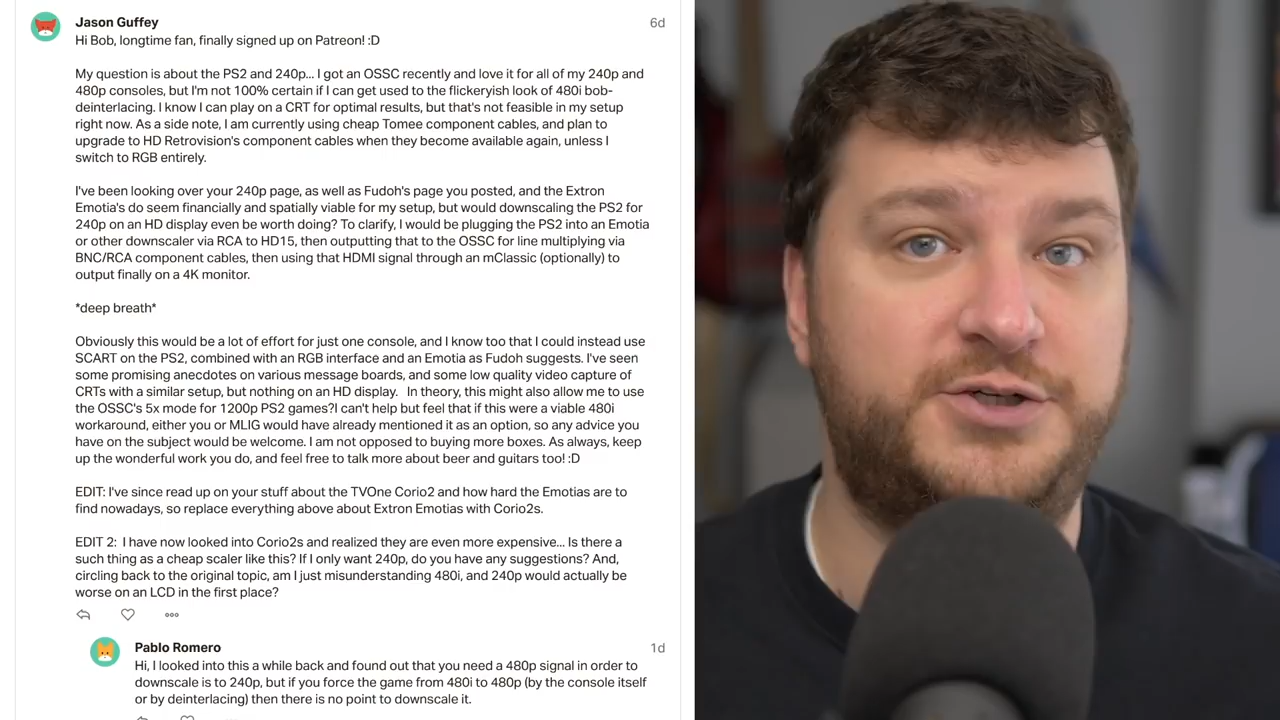 Jason Guffey
6d
Hi Bob, longtime fan, finally signed up on Patreon! :D
My question is about the PS2 and 240p... I got an OSSC recently and love it for all of my 240p and
480p consoles, but I'm not 100% certain if I can get used to the flickeryish look of 480i bob-
deinterlacing. I know I can play on a CRT for optimal results, but that's not feasible in my setup
right now. As a side note, I am currently using cheap Tomee component cables, and plan to
upgrade to HD Retrovision's component cables when they become available again, unless I
switch to RGB entirely.
I've been looking over your 240p page, as well as Fudoh's page you posted, and the Extron
Emotia's do seem financially and spatially viable for my setup, but would downscaling the PS2 for
240p on an HD display even be worth doing? To clarify, I would be plugging the PS2 into an Emotia
or other downscaler via RCA to HD15, then outputting that to the OSSC for line multiplying via
BNC/RCA component cables, then using that HDMI signal through an mClassic (optionally) to
output finally on a 4K monitor.
*deep breath*
Obviously this would be a lot of effort for just one console, and I know too that I could instead use
SCART on the PS2, combined with an RGB interface and an Emotia as Fudoh suggests. I've seen
some promising anecdotes on various message boards, and some low quality video capture of
CRTs with a similar setup, but nothing on an HD display.   In theory, this might also allow me to use
the OSSC's 5x mode for 1200p PS2 games?I can't help but feel that if this were a viable 480i
workaround, either you or MLIG would have already mentioned it as an option, so any advice you
have on the subject would be welcome. I am not opposed to buying more boxes. As always, keep
up the wonderful work you do, and feel free to talk more about beer and guitars too! :D
EDIT: I've since read up on your stuff about the TVOne Corio2 and how hard the Emotias are to
find nowadays, so replace everything above about Extron Emotias with Corio2s.
EDIT 2:  I have now looked into Corio2s and realized they are even more expensive... Is there a
such thing as a cheap scaler like this? If I only want 240p, do you have any suggestions? And,
circling back to the original topic, am I just misunderstanding 480i, and 240p would actually be
worse on an LCD in the first place?
Pablo Romero
1d
Hi, I looked into this a while back and found out that you need a 480p signal in order to
downscale is to 240p, but if you force the game from 480i to 480p (by the console itself
or by deinterlacing) then there is no point to downscale it.